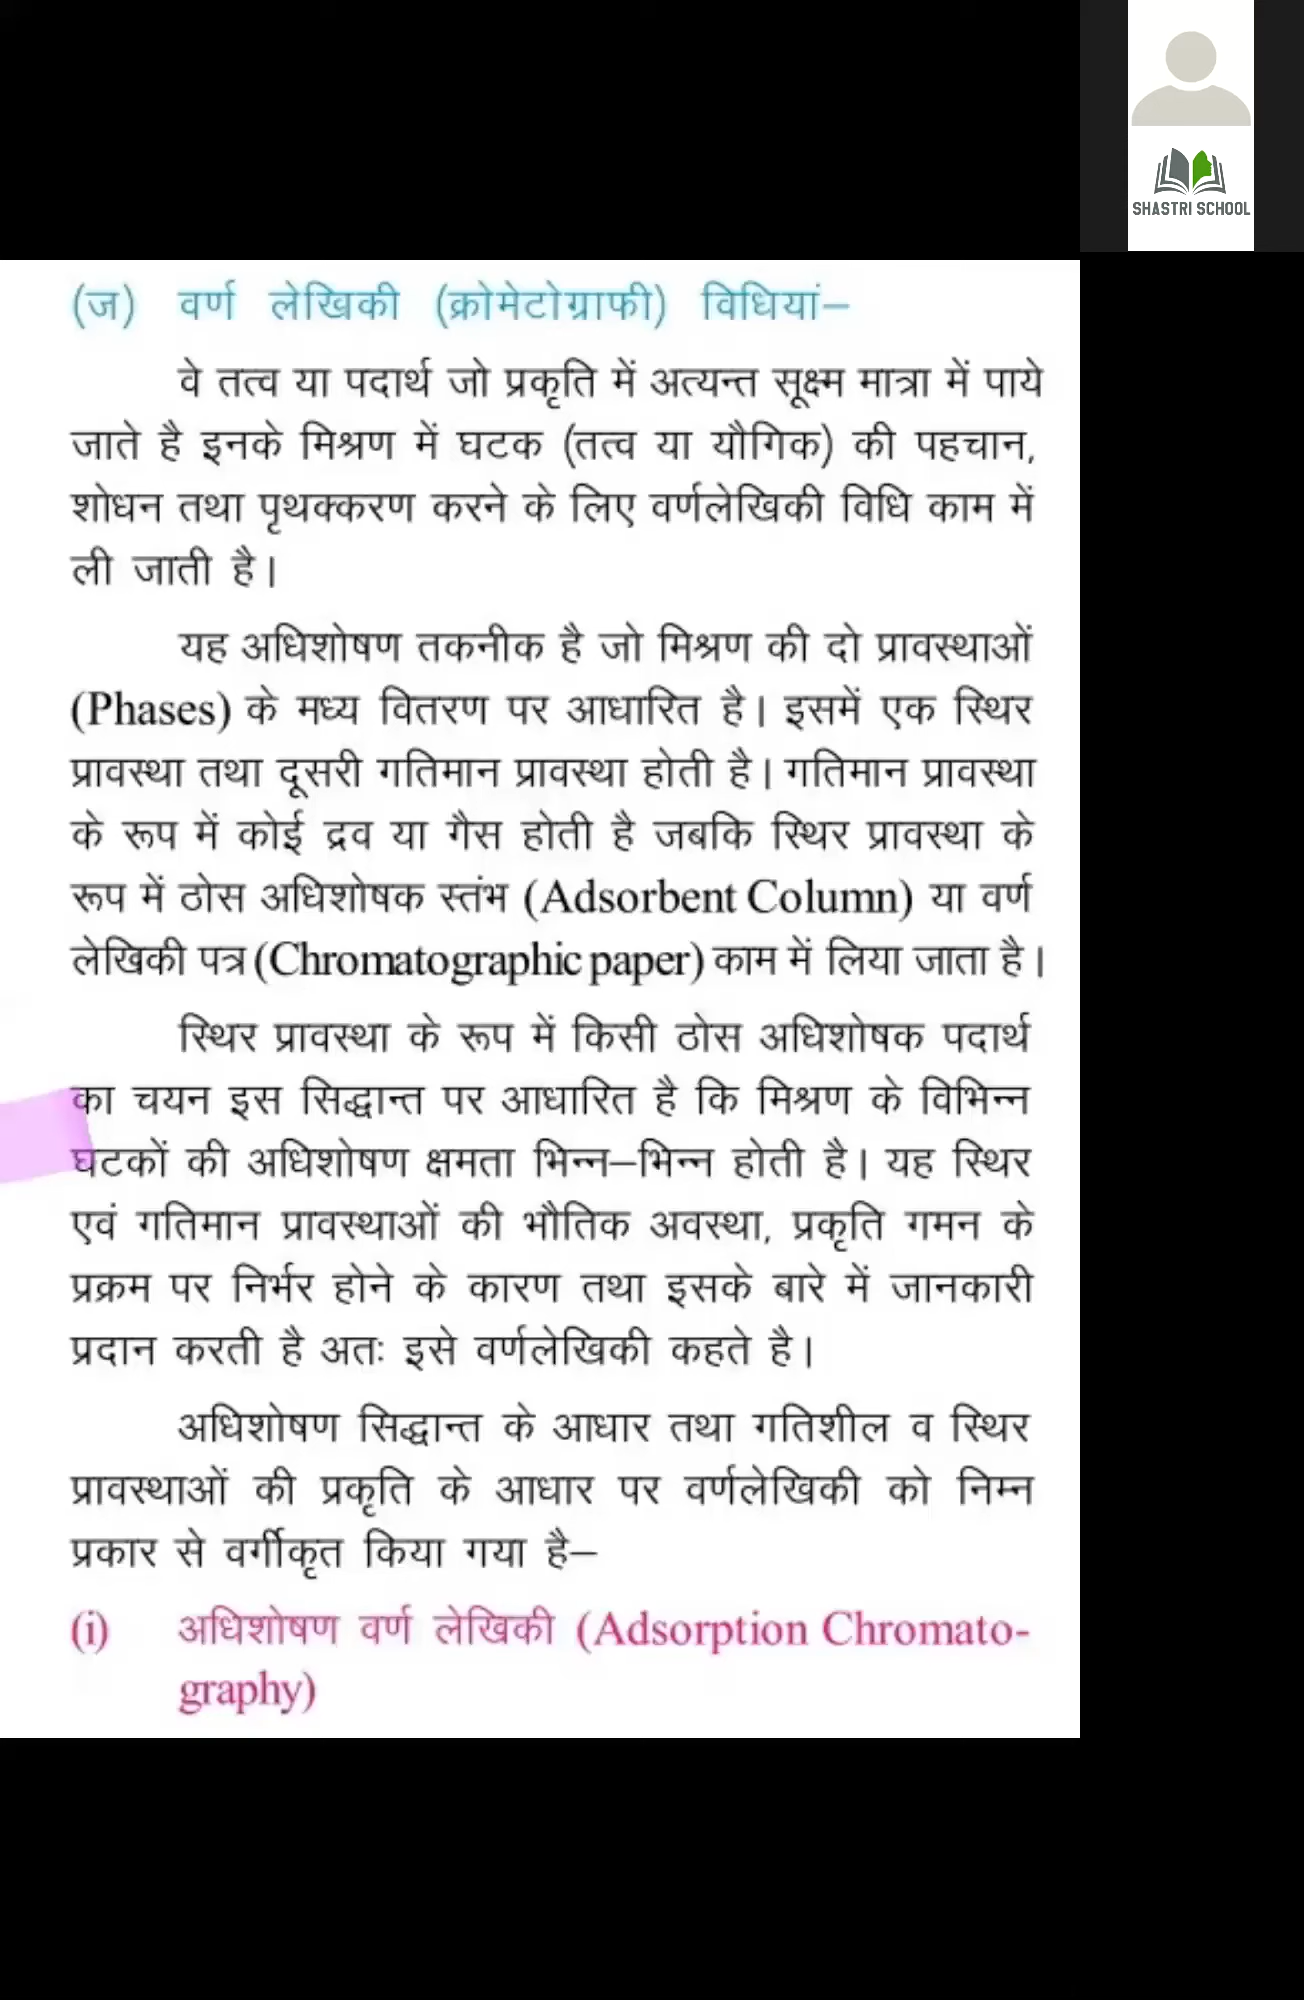 SHASTRI SCHOOL
(ज) वर्ण लेखिकी (क्रोमेटोग्राफी) विधियां–
वे तत्व या पदार्थ जो प्रकृति में अत्यन्त सूक्ष्म मात्रा में पाये
जाते है इनके मिश्रण में घटक (तत्व या यौगिक) की पहचान,
शोधन तथा पृथक्करण करने के लिए वर्णलेखिकी विधि काम में
ली जाती है।
यह अधिशोषण तकनीक है जो मिश्रण की दो प्रावस्थाओं
(Phases) के मध्य वितरण पर आधारित है। इसमें एक स्थिर
प्रावस्था तथा दूसरी गतिमान प्रावस्था होती है। गतिमान प्रावस्था
के रूप में कोई द्रव या गैस होती है जबकि स्थिर प्रावस्था के
रूप में ठोस अधिशोषक स्तंभ (Adsorbent Column) या वर्ण
लेखिकी पत्र (Chromatographic paper) काम में लिया जाता है।
स्थिर प्रावस्था के रूप में किसी ठोस अधिशोषक पदार्थ
का चयन इस सिद्धान्त पर आधारित है कि मिश्रण के विभिन्न
घटकों की अधिशोषण क्षमता भिन्न–भिन्न होती है। यह स्थिर
एवं गतिमान प्रावस्थाओं की भौतिक अवस्था, प्रकृति गमन के
प्रक्रम पर निर्भर होने के कारण तथा इसके बारे में जानकारी
प्रदान करती है अतः इसे वर्णलेखिकी कहते है।
अधिशोषण सिद्धान्त के आधार तथा गतिशील व स्थिर
प्रावस्थाओं की प्रकृति के आधार पर वर्णलेखिकी को निम्न
प्रकार से वर्गीकृत किया गया है–
(i) अधिशोषण वर्ण लेखिकी (Adsorption Chromato-
graphy)